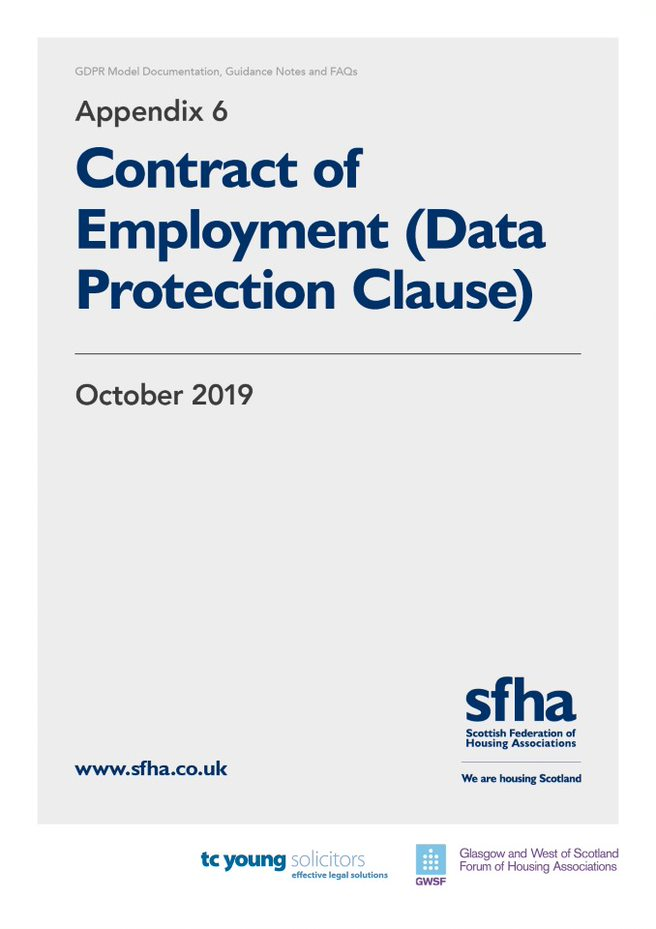 GDPR Model Documentation, Guidance Notes and FAQs
Appendix 6
Contract of
Employment (Data
Protection Clause)
October 2019
sfha
Scottish Federation of
Housing Associations
www.sfha.co.uk
We are housing Scotland
tc young solicitors
effective legal solutions
GWSF
Glasgow and West of Scotland
Forum of Housing Associations